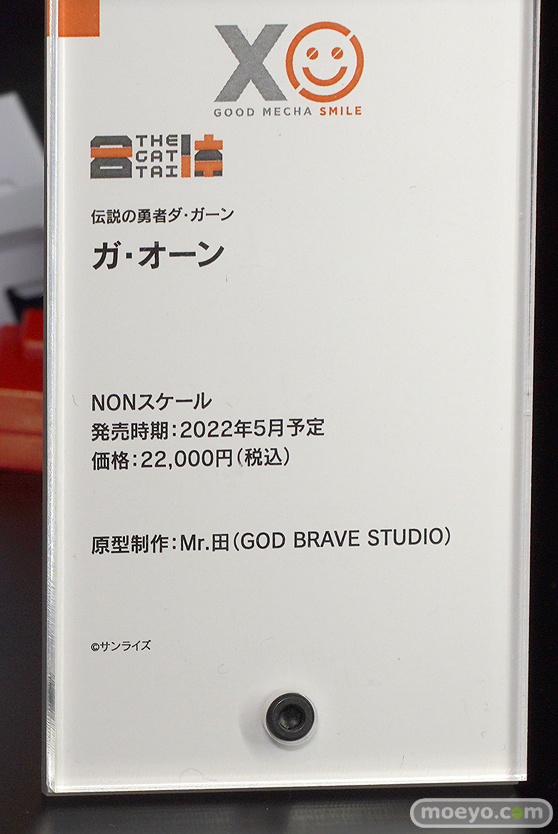 XO
GOOD MECHA SMILE
合体 THE GAT TAI
伝説の勇者ダ・ガーン
ガ・オーン
NONスケール
発売時期：2022年5月予定
価格：22,000円（税込）
原型制作：Mr.田（GOD BRAVE STUDIO）
©サンライズ
moeyo.com